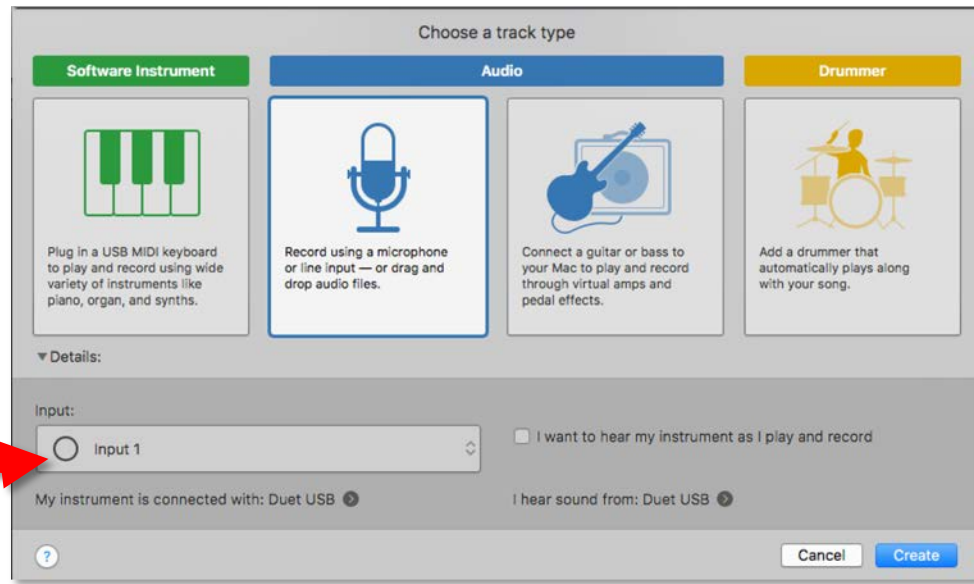 Choose a track type
Software Instrument
Audio
Drummer
Plug in a USB MIDI keyboard
to play and record using wide
variety of instruments like
piano, organ, and synths.
Record using a microphone
or line input — or drag and
drop audio files.
Connect a guitar or bass to
your Mac to play and record
through virtual amps and
pedal effects.
Add a drummer that
automatically plays along
with your song.
Details:
Input:
Input 1
I want to hear my instrument as I play and record
My instrument is connected with: Duet USB
I hear sound from: Duet USB
?
Cancel
Create